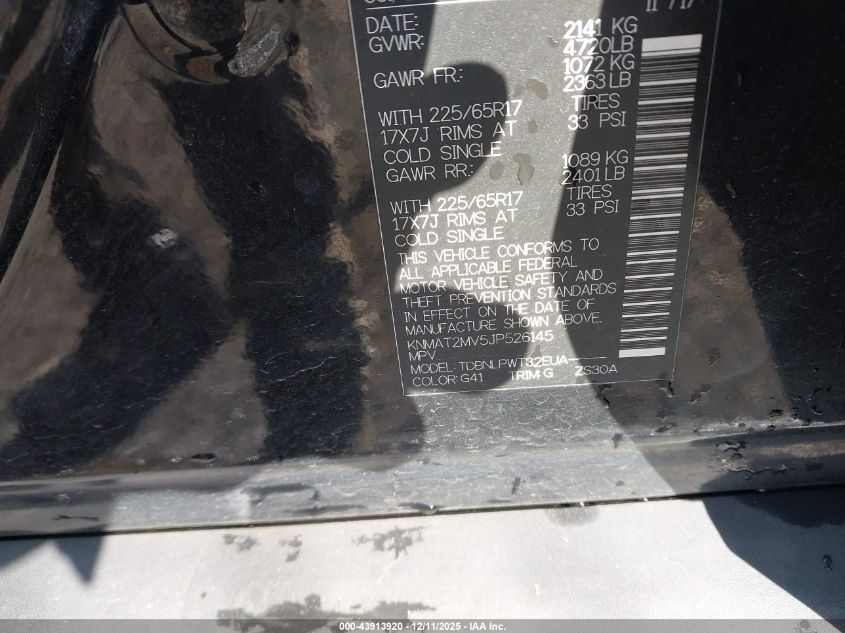 DATE:
GVWR: 2141 KG
4720LB
GAWR FR: 1072 KG
2363 LB
WITH 225/65R17 TIRES
17X7J RIMS AT 33 PSI
COLD SINGLE
GAWR RR: 1089 KG
2401 LB
WITH 225/65R17 TIRES
17X7J RIMS AT 33 PSI
COLD SINGLE
THIS VEHICLE CONFORMS TO
ALL APPLICABLE FEDERAL
MOTOR VEHICLE SAFETY AND
THEFT PREVENTION STANDARDS
IN EFFECT ON THE DATE OF
MANUFACTURE SHOWN ABOVE.
KNMAT2MV5JP526145
MPV
MODEL: TDBNLPWT32EUA
COLOR: G41 TRIM: G ZS30A
000-43913920 - 12/11/2025 - IAA Inc.